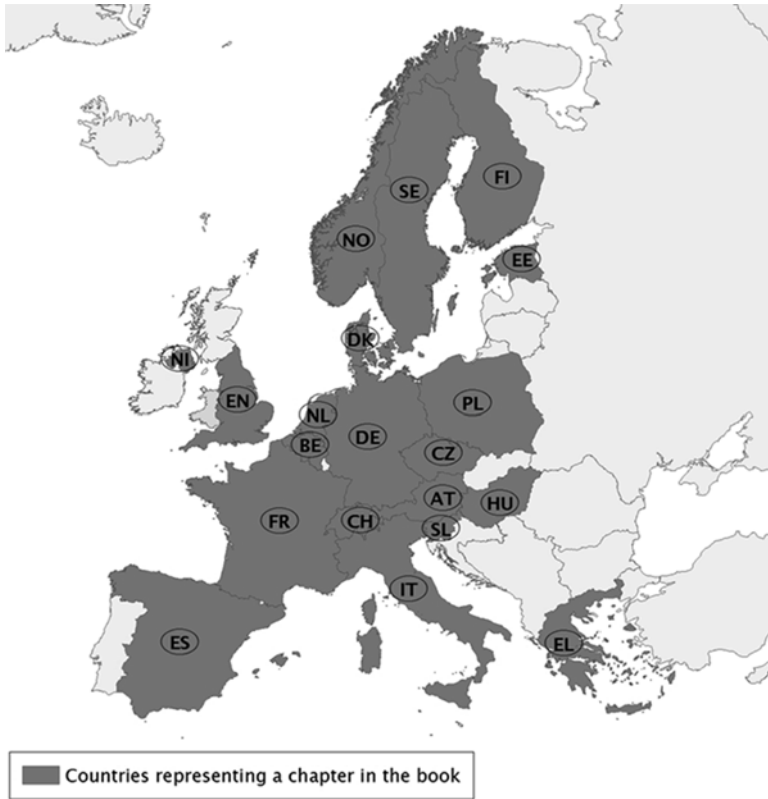 FI
SE
NO
EE
DK
NI
EN
NL
PL
BE
DE
CZ
AT
HU
FR
CH
SL
IT
ES
EL
Countries representing a chapter in the book